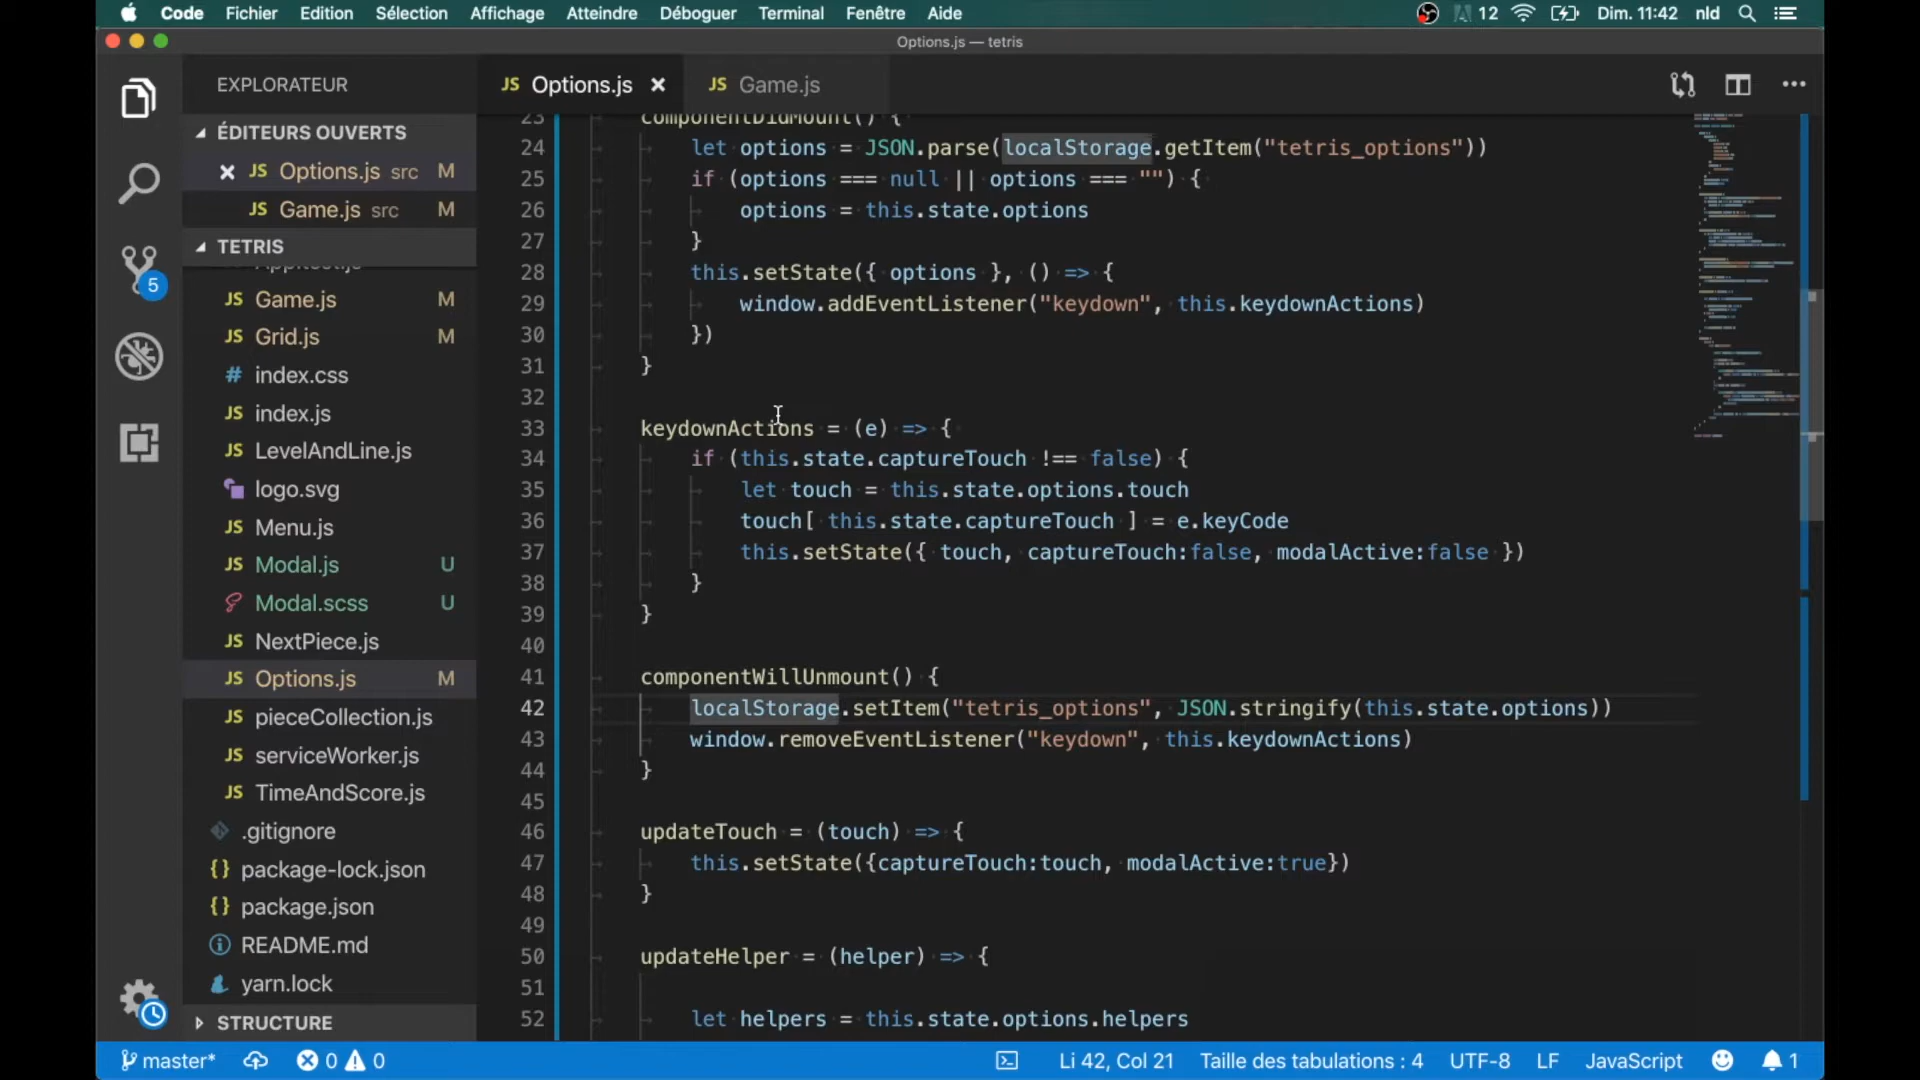 Code Fichier Edition Sélection Affichage Atteindre Déboguer Terminal Fenêtre Aide 12 Dim. 11:42 nld
Options.js — tetris
EXPLORATEUR
ÉDITEURS OUVERTS
JS Options.js src M
JS Game.js src M
TETRIS
JS Game.js M
JS Grid.js M
# index.css
JS index.js
JS LevelAndLine.js
logo.svg
JS Menu.js
JS Modal.js U
Modal.scss U
JS NextPiece.js
JS Options.js M
JS pieceCollection.js
JS serviceWorker.js
JS TimeAndScore.js
.gitignore
{} package-lock.json
{} package.json
README.md
yarn.lock
STRUCTURE
5
JS Options.js
JS Game.js
23 componentDidMount() {
24 let options = JSON.parse(localStorage.getItem("tetris_options"))
25 if (options === null || options === "") {
26 options = this.state.options
27 }
28 this.setState({ options }, () => {
29 window.addEventListener("keydown", this.keydownActions)
30 })
31 }
32
33 keydownActions = (e) => {
34 if (this.state.captureTouch !== false) {
35 let touch = this.state.options.touch
36 touch[ this.state.captureTouch ] = e.keyCode
37 this.setState({ touch, captureTouch:false, modalActive:false })
38 }
39 }
40
41 componentWillUnmount() {
42 localStorage.setItem("tetris_options", JSON.stringify(this.state.options))
43 window.removeEventListener("keydown", this.keydownActions)
44 }
45
46 updateTouch = (touch) => {
47 this.setState({captureTouch:touch, modalActive:true})
48 }
49
50 updateHelper = (helper) => {
51
52 let helpers = this.state.options.helpers
master* 0 0 Li 42, Col 21 Taille des tabulations : 4 UTF-8 LF JavaScript 1